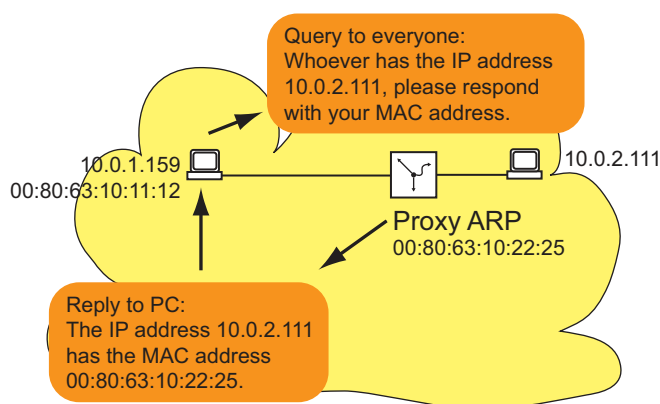 Query to everyone:
Whoever has the IP address
10.0.2.111, please respond
with your MAC address.
10.0.1.159
00:80:63:10:11:12
10.0.2.111
Proxy ARP
00:80:63:10:22:25
Reply to PC:
The IP address 10.0.2.111
has the MAC address
00:80:63:10:22:25.